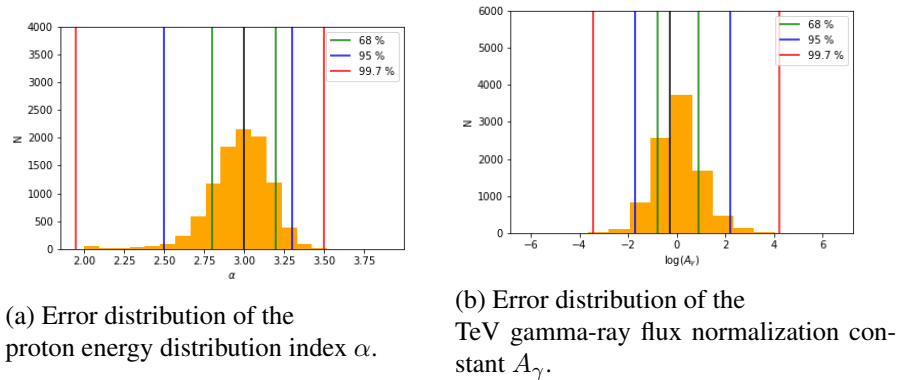 4000
3500
3000
2500
2000
1500
1000
500
0
N
68 %
95 %
99.7 %
2.00 2.25 2.50 2.75 3.00 3.25 3.50 3.75
α
(a) Error distribution of the
proton energy distribution index α.
6000
5000
4000
3000
2000
1000
0
N
68 %
95 %
99.7 %
−6 −4 −2 0 2 4 6
log(Aγ)
(b) Error distribution of the
TeV gamma-ray flux normalization con-
stant Aγ.